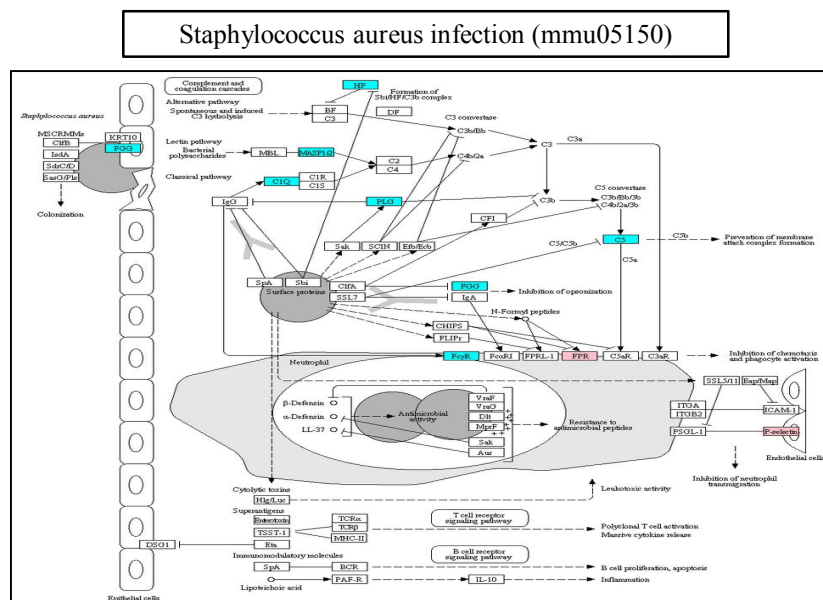 Staphylococcus aureus infection (mmu05150)
Complement and
coagulation cascades
HF
Formation of
Sbi/HF/C3b complex
Alternative pathway
Spontaneous and induced
C3 hydrolysis
BF
C3
DF
C3 convertase
C3b/Bb
C3a
C3
Staphylococcus aureus
MSCRMMs
ClfB
IsdA
SdrC/D
SasG/Pls
KRT10
FGG
Colonization
Lectin pathway
Bacterial
polysaccharides
MBL
MASP1/2
C2
C4
C4b/2a
Classical pathway
C1Q
C1R
C1S
IgG
PLG
CFI
C3b
C5 convertase
C3b/Bb/3b
C4b/2a/3b
Sak
SCIN
Efb/Ecb
C5/C5b
C5
C5b
Prevention of membrane
attack complex formation
C5a
SpA
Sbi
Surface proteins
ClfA
SSL7
FGG
IgA
Inhibition of opsonization
N-Formyl peptides
CHIPS
FLIPr
Neutrophil
FcγR
FcαRI
FPRL-1
FPR
C5aR
C3aR
Inhibition of chemotaxis
and phagocyte activation
SSL5/11
Eap/Map
ITGA
ITGB2
ICAM-1
PSGL-1
P-selectin
Endothelial cells
Inhibition of neutrophil
transmigration
β-Defensin
α-Defensin
LL-37
Antimicrobial
activity
VraF
VraG
Dlt
MprF
Sak
Aur
Resistance to
antimicrobial peptides
Cytolytic toxins
Hlg/Luc
Leukotoxic activity
Superantigens
Enterotoxin
TSST-1
TCRα
TCRβ
MHC-II
T cell receptor
signaling pathway
Polyclonal T cell activation
Massive cytokine release
DSG1
Eta
Immunomodulatory molecules
SpA
BCR
B cell receptor
signaling pathway
B cell proliferation, apoptosis
Lipoteichoic acid
PAF-R
IL-10
Inflammation
Epithelial cells